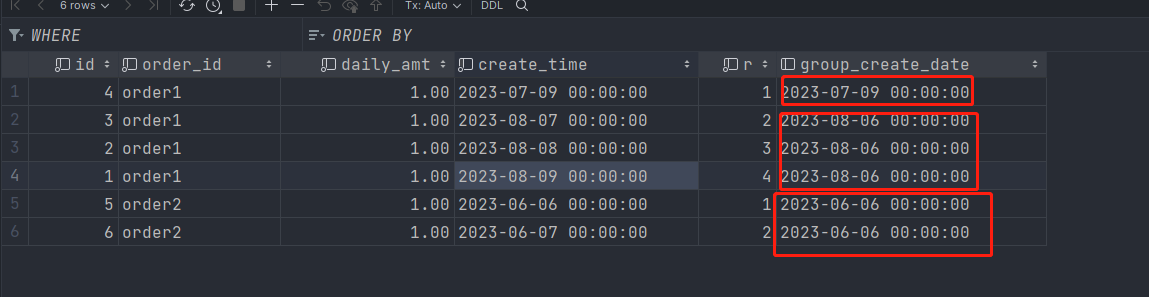 6 rows Tx: Auto DDL
WHERE ORDER BY
id order_id daily_amt create_time r group_create_date
1 4 order1 1.00 2023-07-09 00:00:00 1 2023-07-09 00:00:00
2 3 order1 1.00 2023-08-07 00:00:00 2 2023-08-06 00:00:00
3 2 order1 1.00 2023-08-08 00:00:00 3 2023-08-06 00:00:00
4 1 order1 1.00 2023-08-09 00:00:00 4 2023-08-06 00:00:00
5 5 order2 1.00 2023-06-06 00:00:00 1 2023-06-06 00:00:00
6 6 order2 1.00 2023-06-07 00:00:00 2 2023-06-06 00:00:00